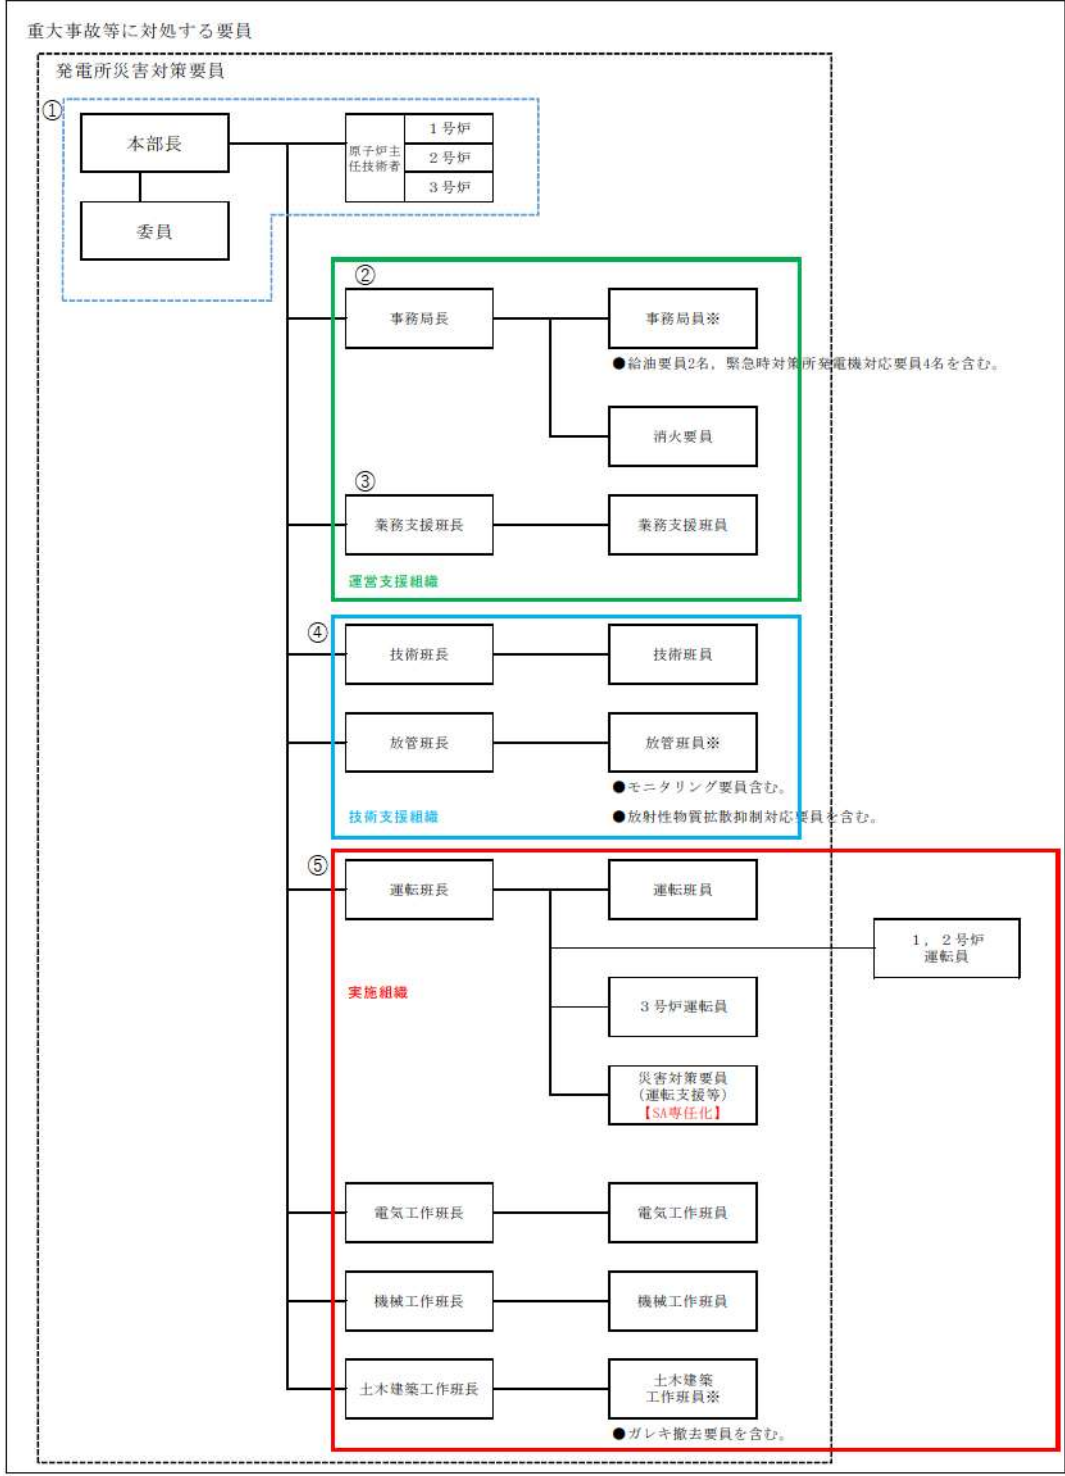 重大事故等に対処する要員
発電所災害対策要員
①
本部長
原子炉主
任技術者
1号炉
2号炉
3号炉
委員
②
事務局長
事務局員※
●給油要員2名，緊急時対策所発電機対応要員4名を含む。
消火要員
③
業務支援班長
業務支援班員
運営支援組織
④
技術班長
技術班員
放管班長
放管班員※
●モニタリング要員含む。
技術支援組織
●放射性物質拡散抑制対応要員を含む。
⑤
運転班長
運転班員
1，2号炉
運転員
実施組織
3号炉運転員
災害対策要員
(運転支援等)
【SA専任化】
電気工作班長
電気工作班員
機械工作班長
機械工作班員
土木建築工作班長
土木建築
工作班員※
●ガレキ撤去要員を含む。